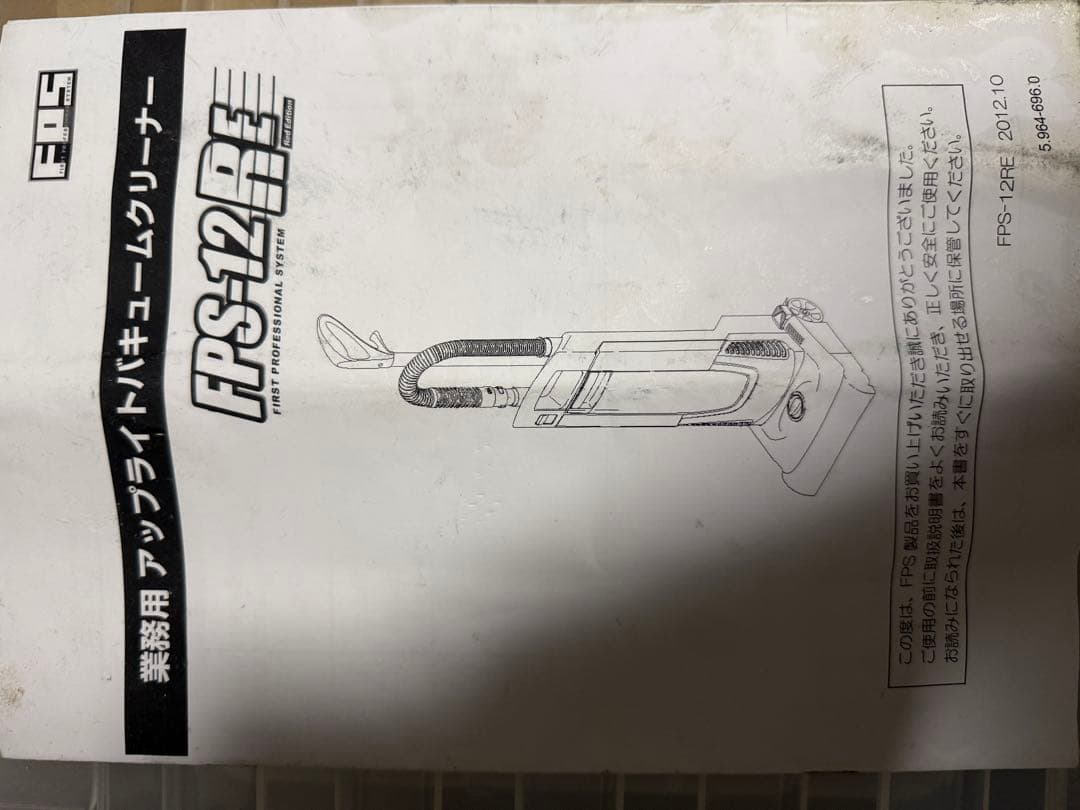 FPS
FIRST PROFESSIONAL SYSTEM
業務用 アップライトバキュームクリーナー
FPS-12RE
Red Edition
FIRST PROFESSIONAL SYSTEM
この度は、FPS 製品をお買い上げいただき誠にありがとうございました。
ご使用の前に取扱説明書をよくお読みいただき、正しく安全にご使用ください。
お読みになられた後は、本書をすぐに取り出せる場所に保管してください。
FPS-12RE 2012.10
5.964-696.0